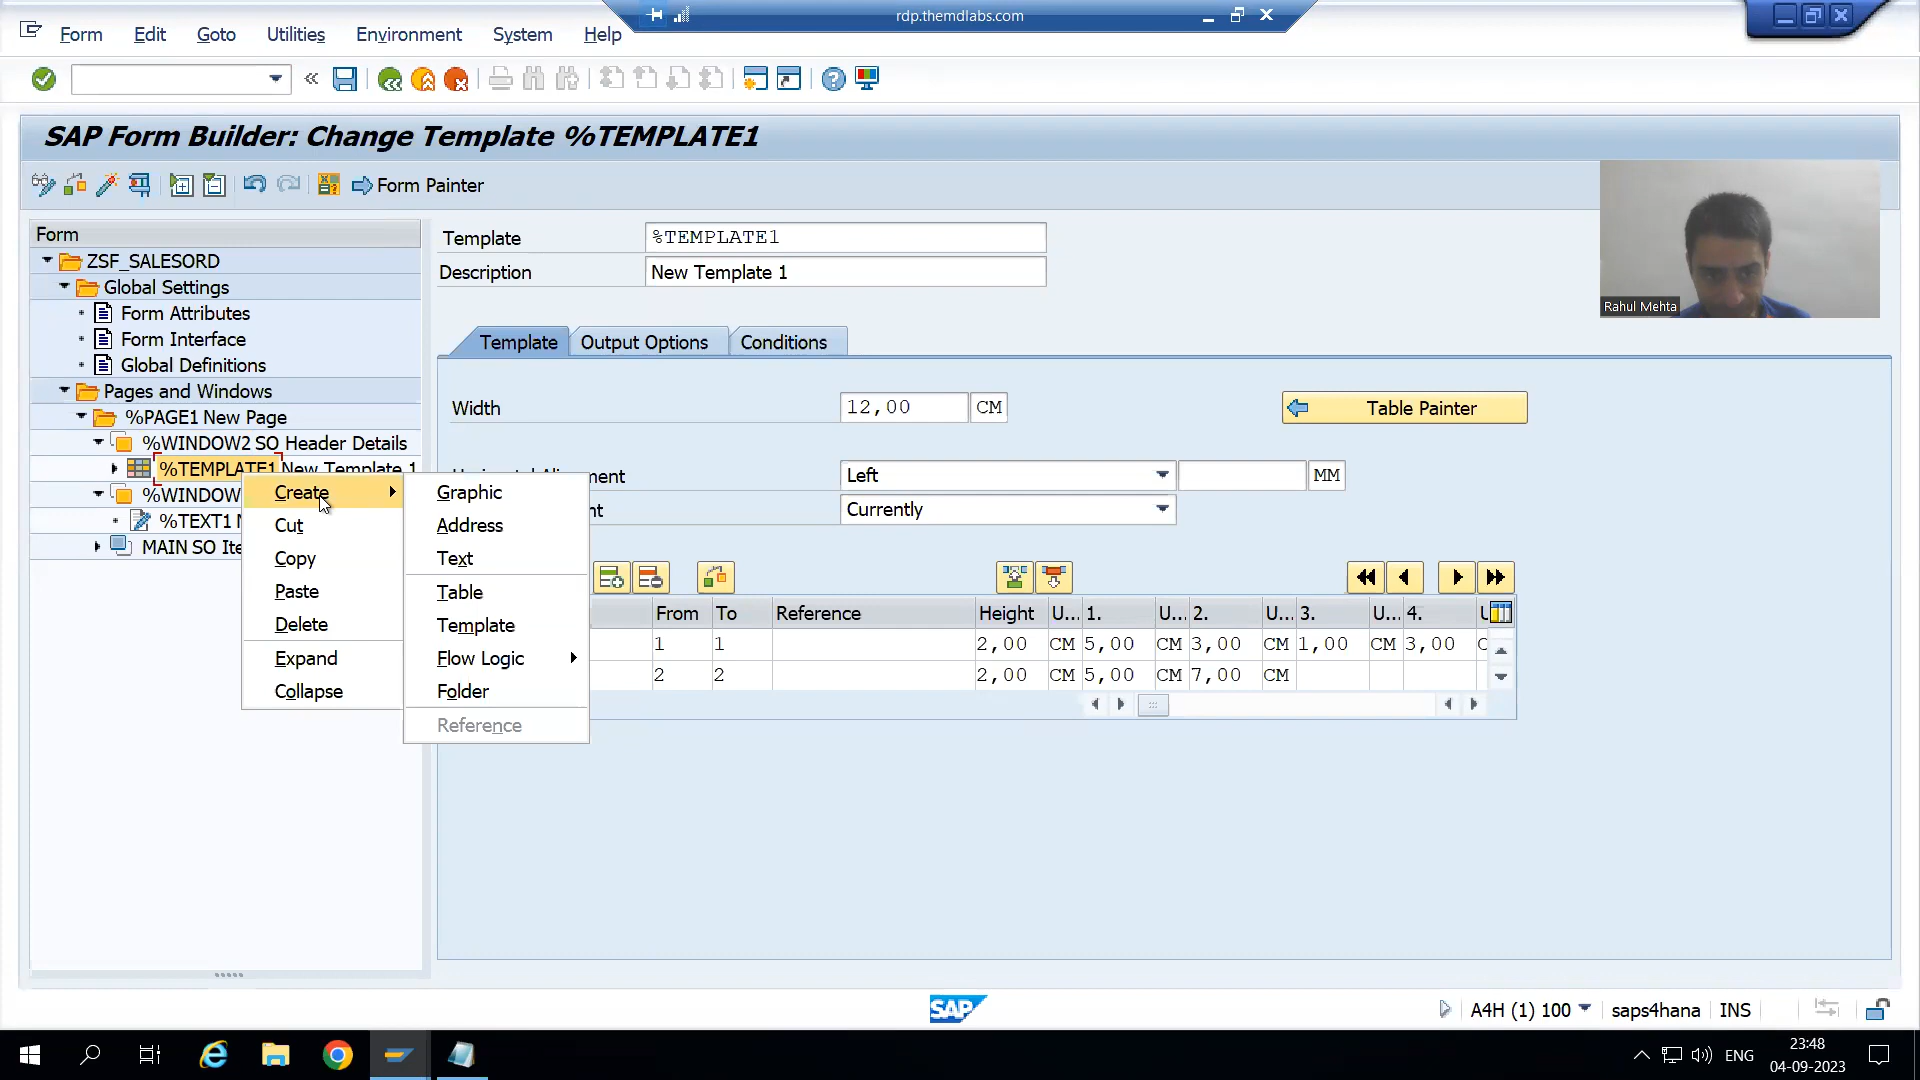 rdp.themdlabs.com
Form Edit Goto Utilities Environment System Help
SAP Form Builder: Change Template %TEMPLATE1
Form Painter
Form
ZSF_SALESORD
Global Settings
Form Attributes
Form Interface
Global Definitions
Pages and Windows
%PAGE1 New Page
%WINDOW2 SO Header Details
%TEMPLATE1 New Template 1
%WINDOW
%TEXT1 N
MAIN SO Ite
Create
Cut
Copy
Paste
Delete
Expand
Collapse
Graphic
Address
Text
Table
Template
Flow Logic
Folder
Reference
Template %TEMPLATE1
Description New Template 1
Template Output Options Conditions
Width 12,00 CM
Table Painter
Left MM
Currently
From To Reference Height U... 1. U... 2. U... 3. U... 4.
1 1 2,00 CM 5,00 CM 3,00 CM 1,00 CM 3,00
2 2 2,00 CM 5,00 CM 7,00 CM
Rahul Mehta
SAP
A4H (1) 100 saps4hana INS
ENG
23:48
04-09-2023